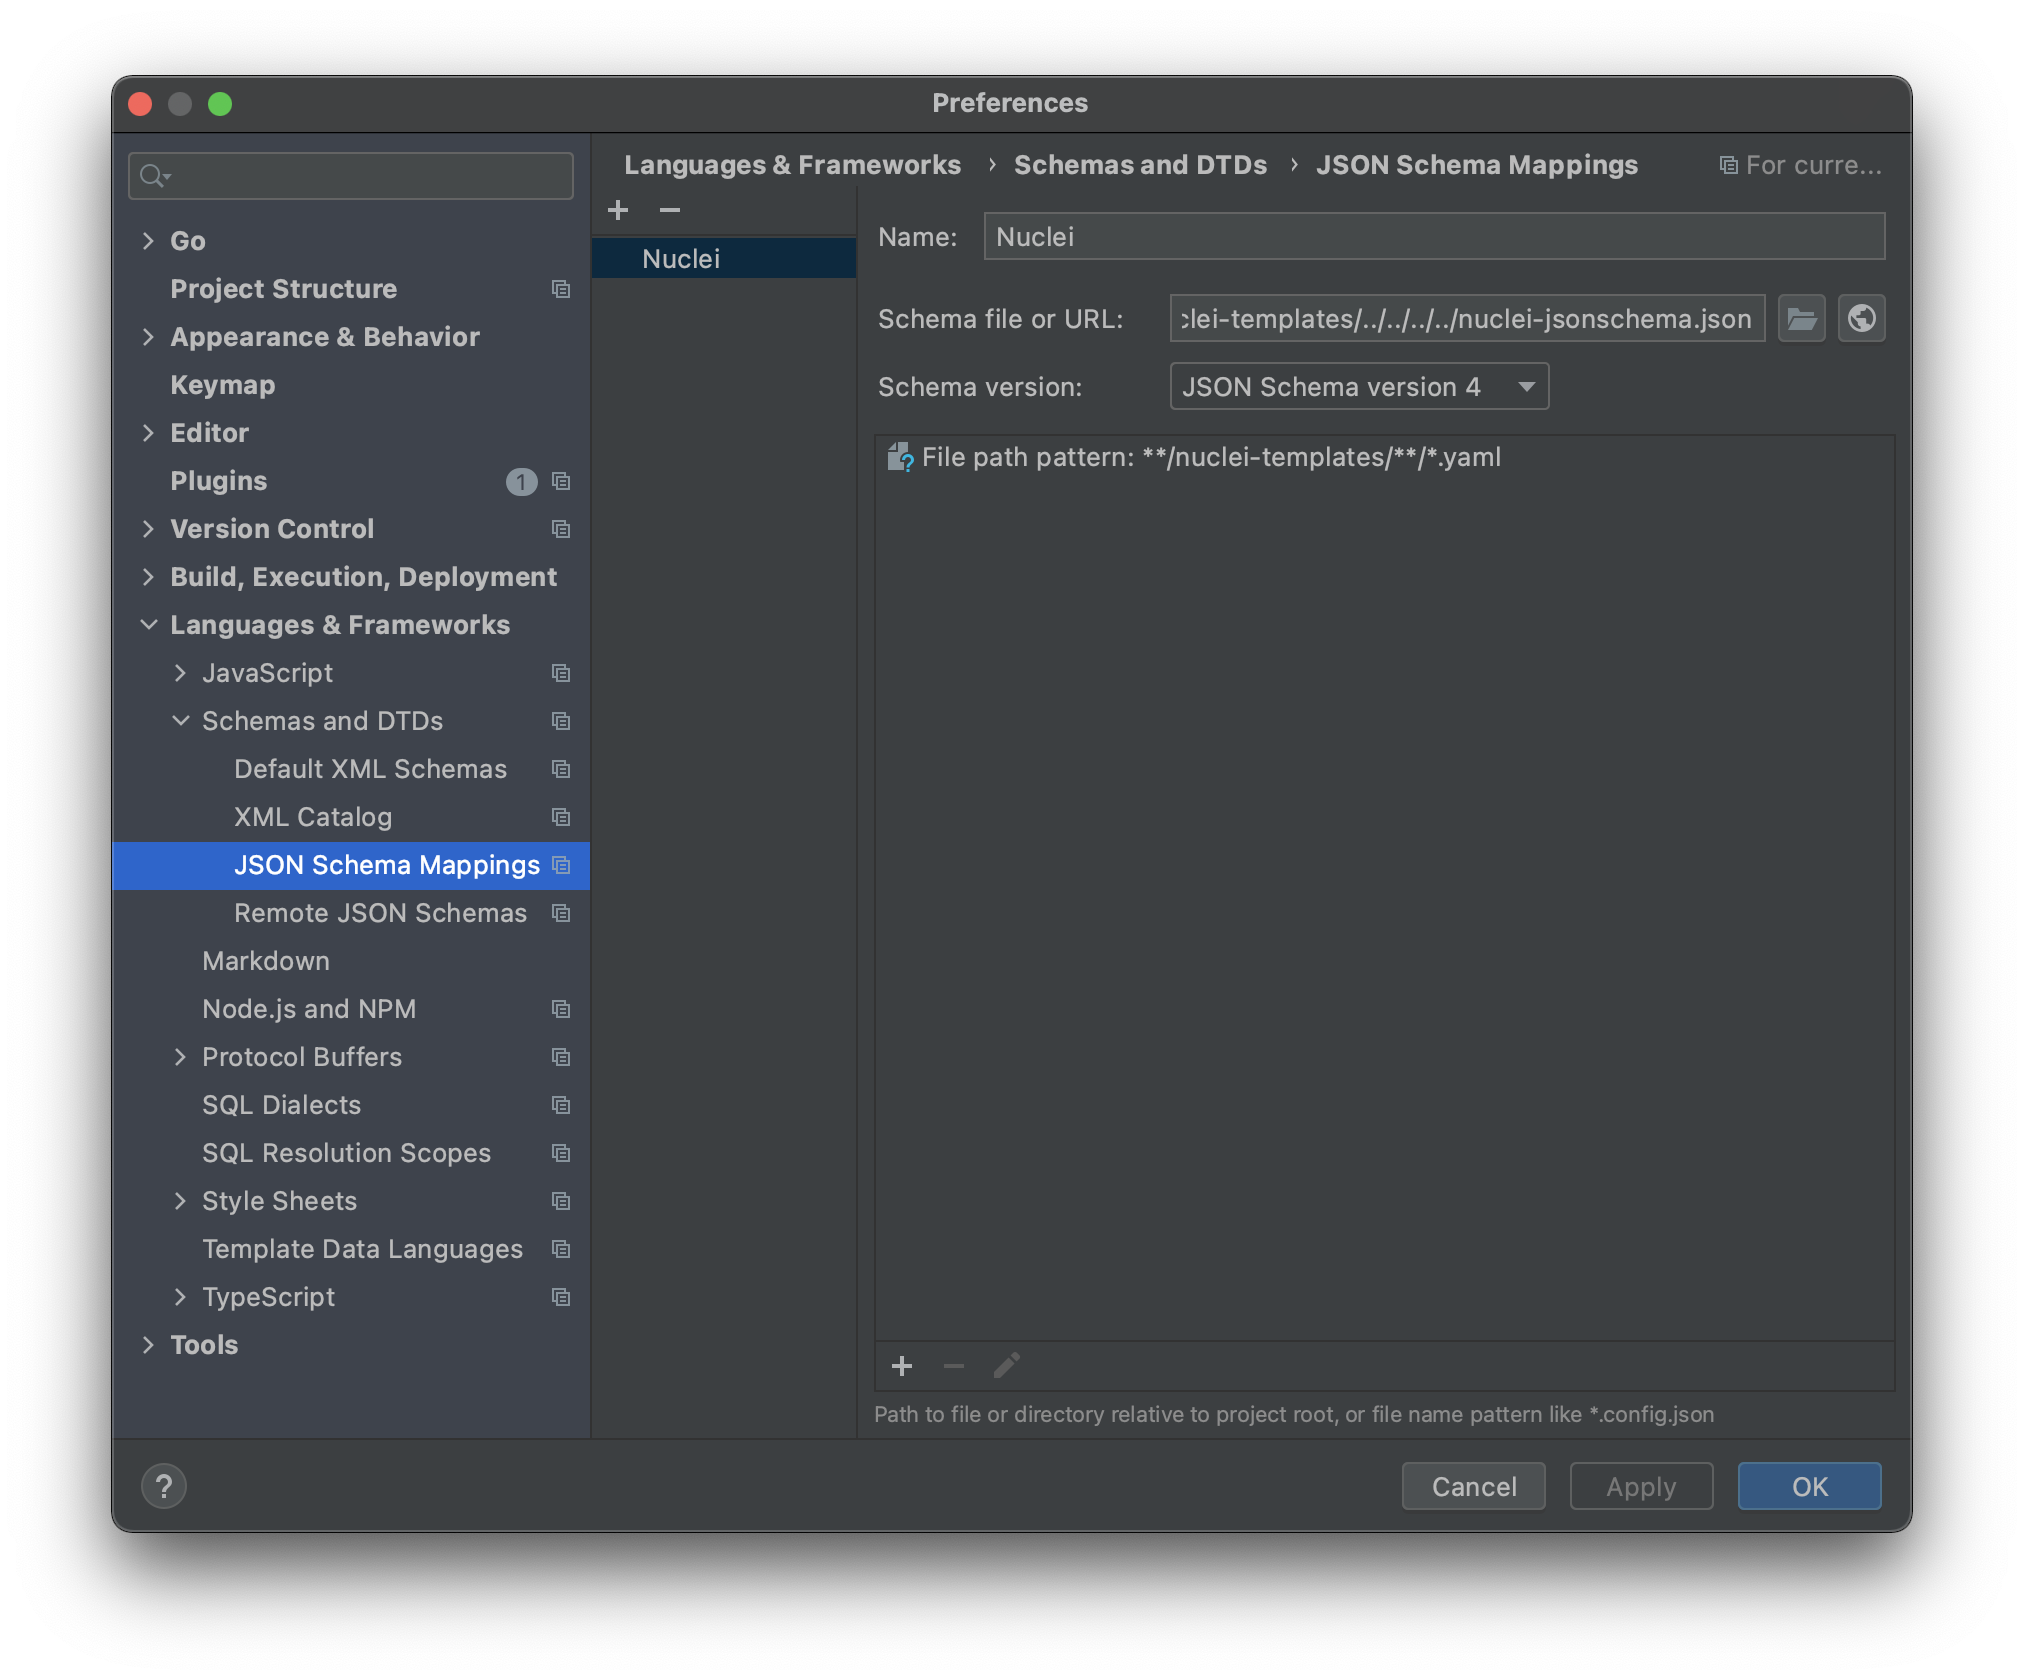 Preferences
Go
Project Structure
Appearance & Behavior
Keymap
Editor
Plugins 1
Version Control
Build, Execution, Deployment
Languages & Frameworks
JavaScript
Schemas and DTDs
Default XML Schemas
XML Catalog
JSON Schema Mappings
Remote JSON Schemas
Markdown
Node.js and NPM
Protocol Buffers
SQL Dialects
SQL Resolution Scopes
Style Sheets
Template Data Languages
TypeScript
Tools
Languages & Frameworks › Schemas and DTDs › JSON Schema Mappings For curre...
Nuclei
Name: Nuclei
Schema file or URL: clei-templates/../../../../nuclei-jsonschema.json
Schema version: JSON Schema version 4
File path pattern: **/nuclei-templates/**/*.yaml
Path to file or directory relative to project root, or file name pattern like *.config.json
? Cancel Apply OK